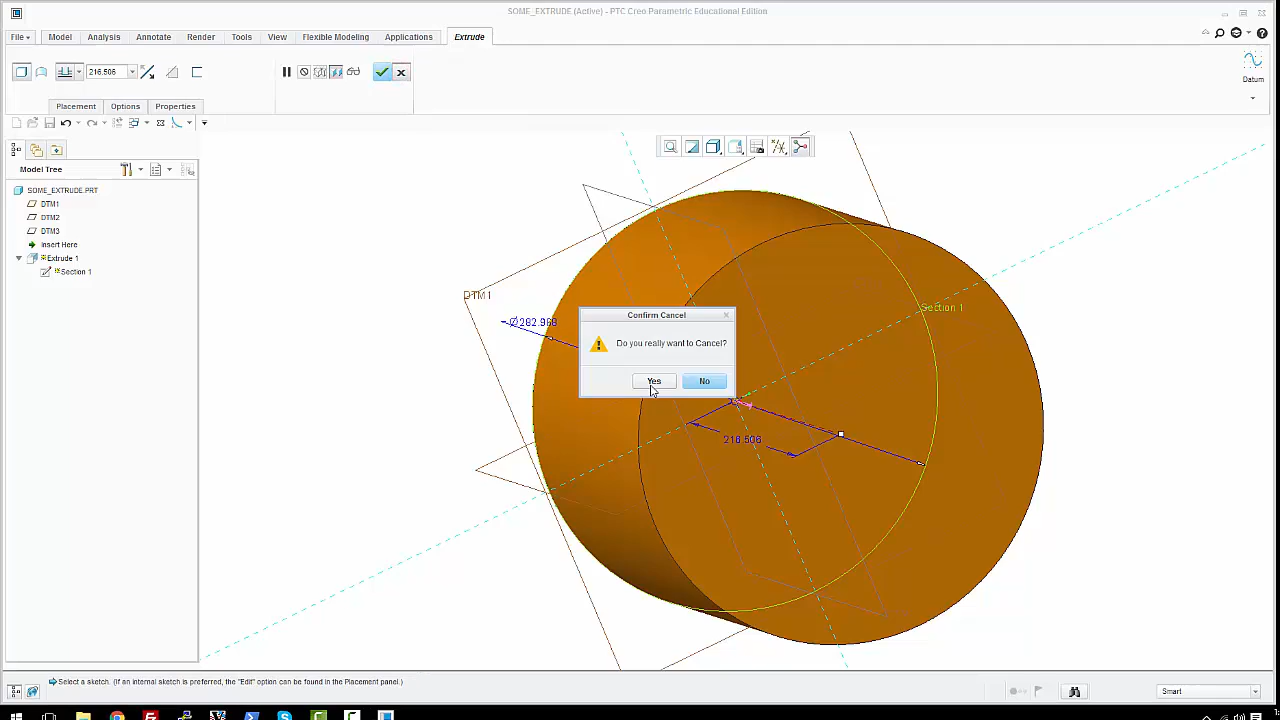 SOME_EXTRUDE (Active) - PTC Creo Parametric Educational Edition
File Model Analysis Annotate Render Tools View Flexible Modeling Applications Extrude
216.506
Datum
Placement Options Properties
Model Tree
SOME_EXTRUDE.PRT
DTM1
DTM2
DTM3
Insert Here
Extrude 1
Section 1
DTM1
Section 1
Confirm Cancel
Do you really want to Cancel?
Yes No
216.506
Select a sketch. (If an internal sketch is preferred, the "Edit" option can be found in the Placement panel.)
Smart